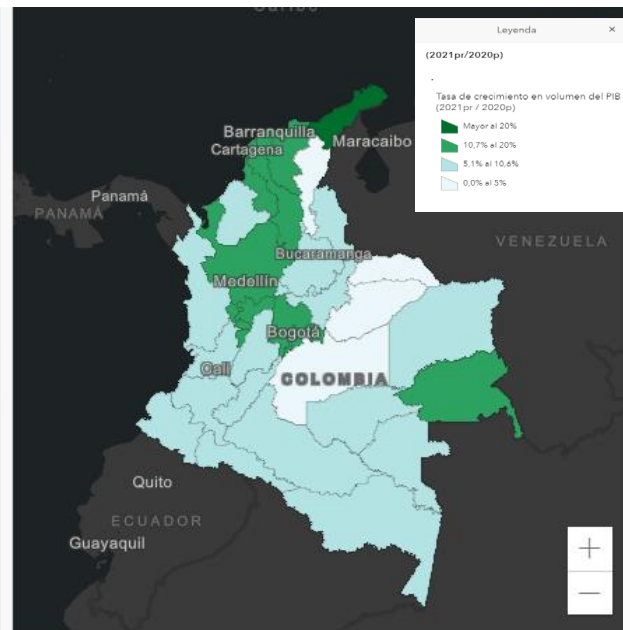 Caribe
Leyenda ×
(2021pr/2020p)
.
Tasa de crecimiento en volumen del PIB
(2021pr / 2020p)
Mayor al 20%
10,7% al 20%
5,1% al 10,6%
0,0% al 5%
Barranquilla
Maracaibo
Cartagena
Panamá
PANAMÁ
VENEZUELA
Bucaramanga
Medellín
Bogotá
Cali
COLOMBIA
Quito
ECUADOR
Guayaquil
+
−